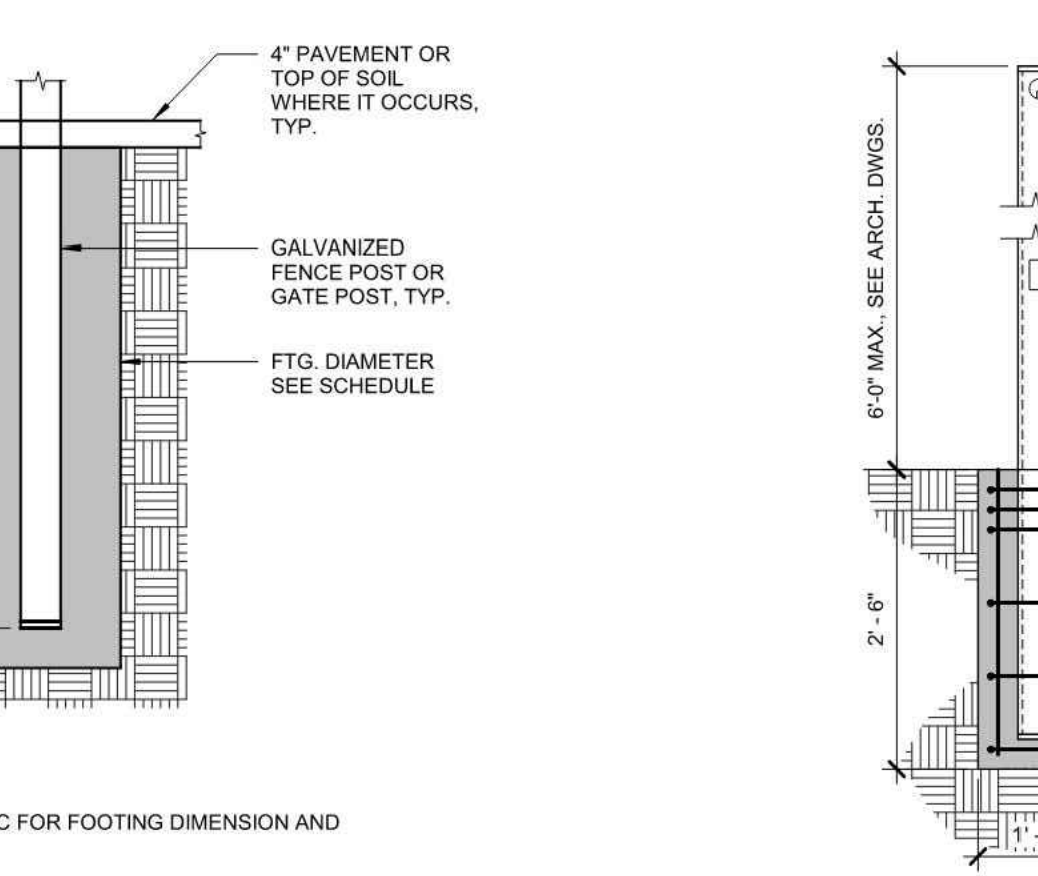 4" PAVEMENT OR
TOP OF SOIL
WHERE IT OCCURS,
TYP.
GALVANIZED
FENCE POST OR
GATE POST, TYP.
FTG. DIAMETER
SEE SCHEDULE
C FOR FOOTING DIMENSION AND
6'-0" MAX., SEE ARCH. DWGS.
2' - 6"
1' -